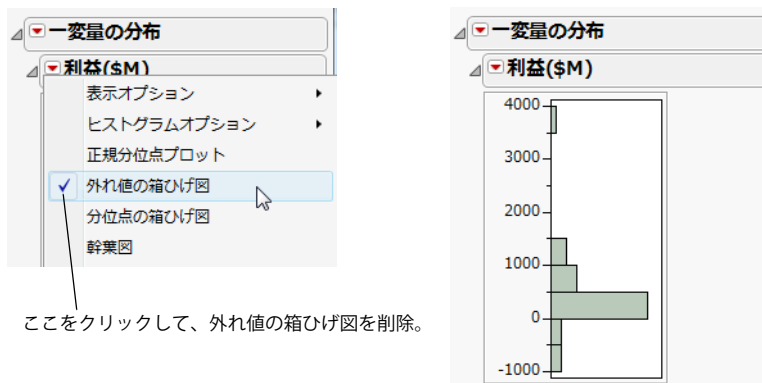 一変量の分布
利益($M)
表示オプション
ヒストグラムオプション
正規分位点プロット
外れ値の箱ひげ図
分位点の箱ひげ図
幹葉図
ここをクリックして、外れ値の箱ひげ図を削除。
一変量の分布
利益($M)
4000
3000
2000
1000
0
-1000